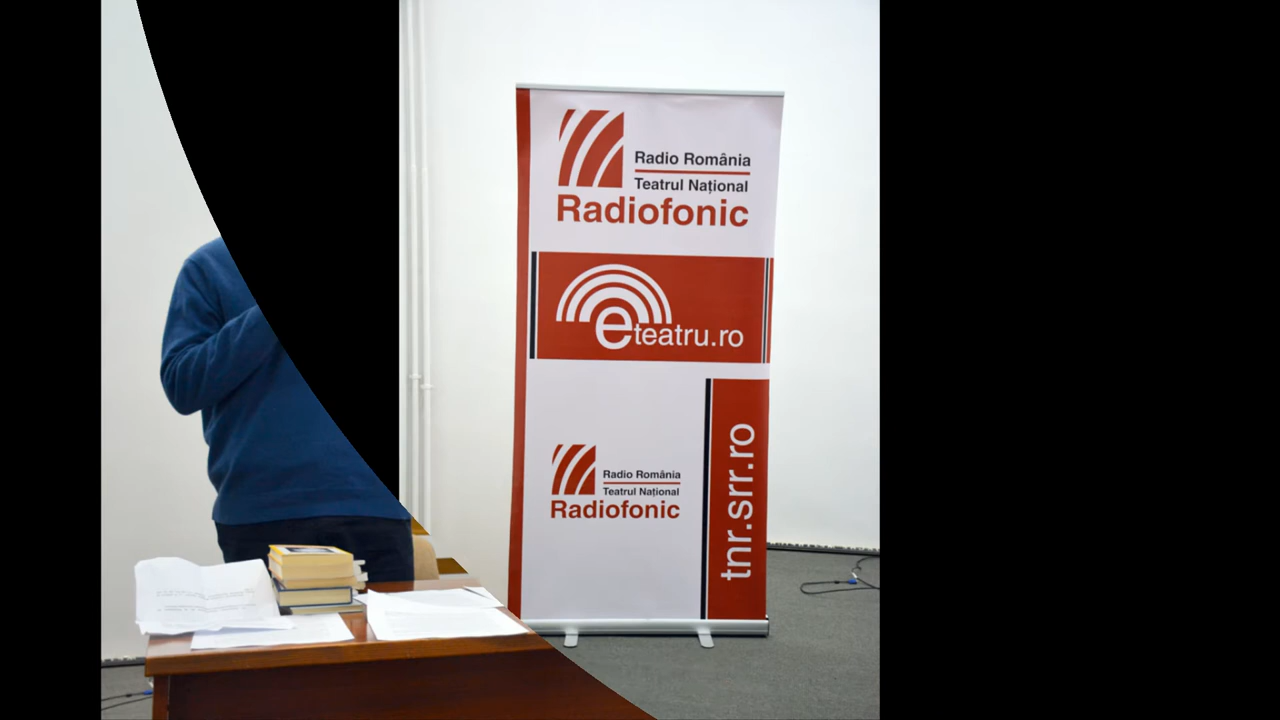 Radio România
Teatrul Național
Radiofonic
eteatru.ro
tnr.srr.ro
Radio România
Teatrul Național
Radiofonic